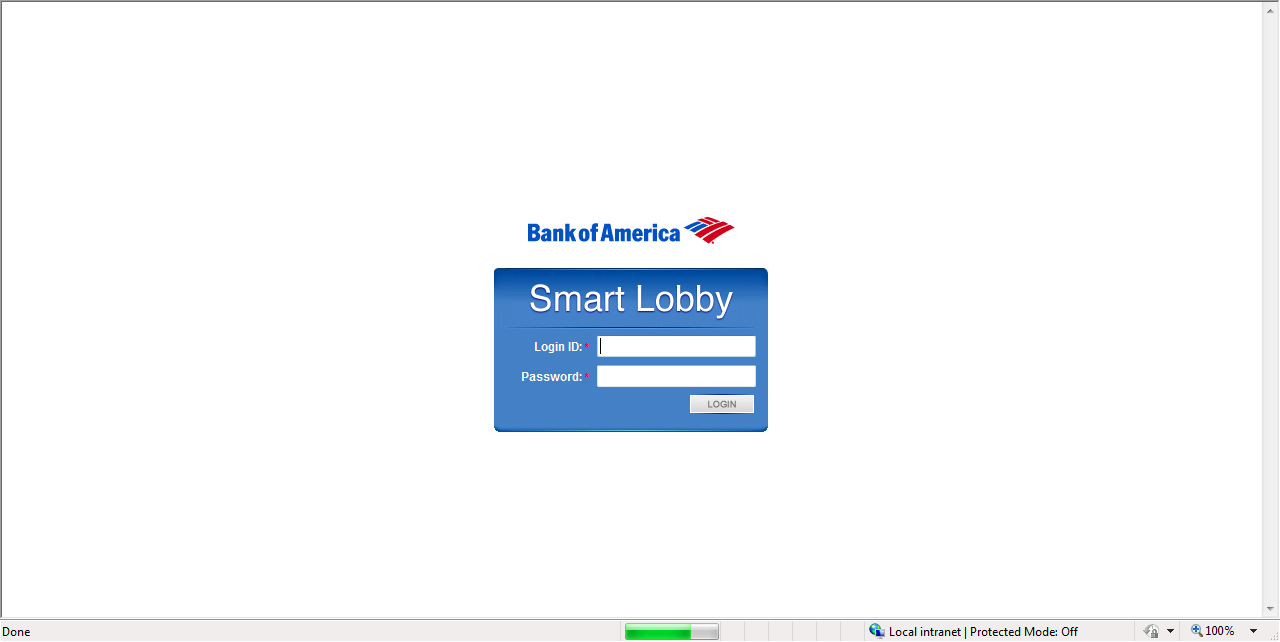 Bank of America
Smart Lobby
Login ID: *
Password: *
LOGIN
Done
Local intranet | Protected Mode: Off
100%